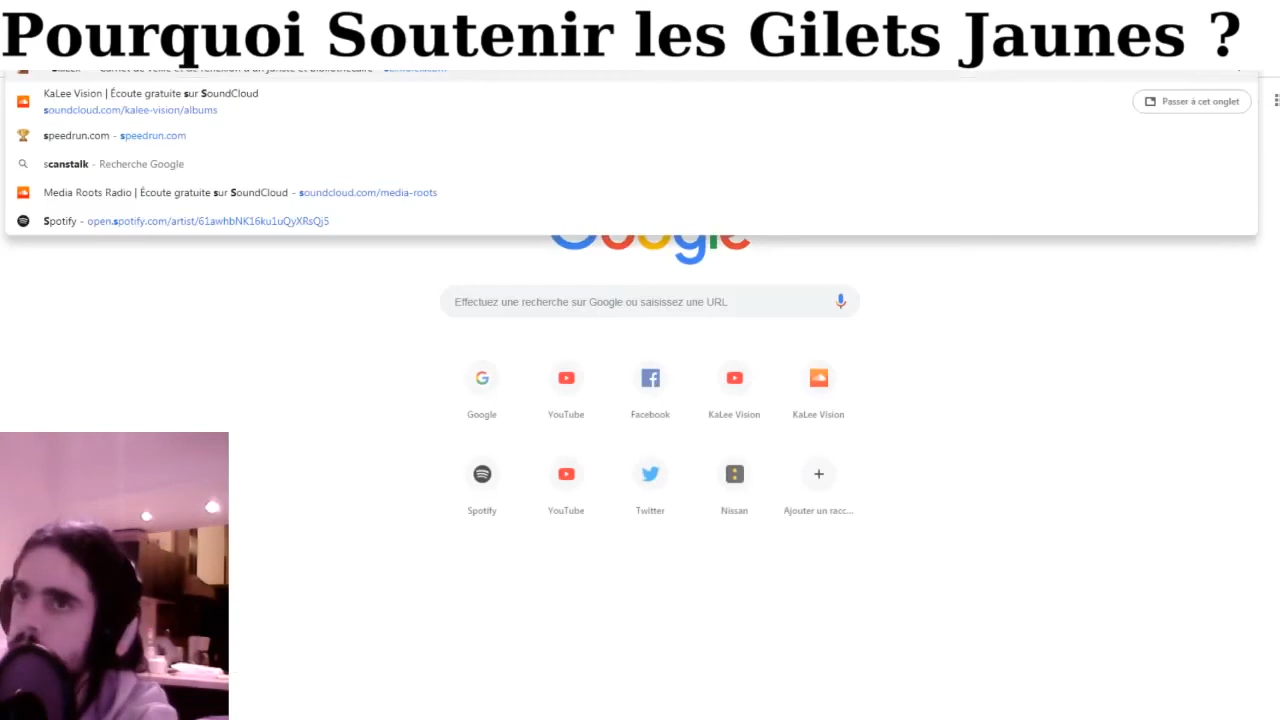 Pourquoi Soutenir les Gilets Jaunes ?
KaLee Vision | Écoute gratuite sur SoundCloud
soundcloud.com/kalee-vision/albums
Passer à cet onglet
speedrun.com - speedrun.com
scanstalk - Recherche Google
Media Roots Radio | Écoute gratuite sur SoundCloud - soundcloud.com/media-roots
Spotify - open.spotify.com/artist/61awhbNK16ku1uQyXRsQj5
Google
Effectuez une recherche sur Google ou saisissez une URL
Google
YouTube
Facebook
KaLee Vision
KaLee Vision
Spotify
YouTube
Twitter
Nissan
Ajouter un racc...